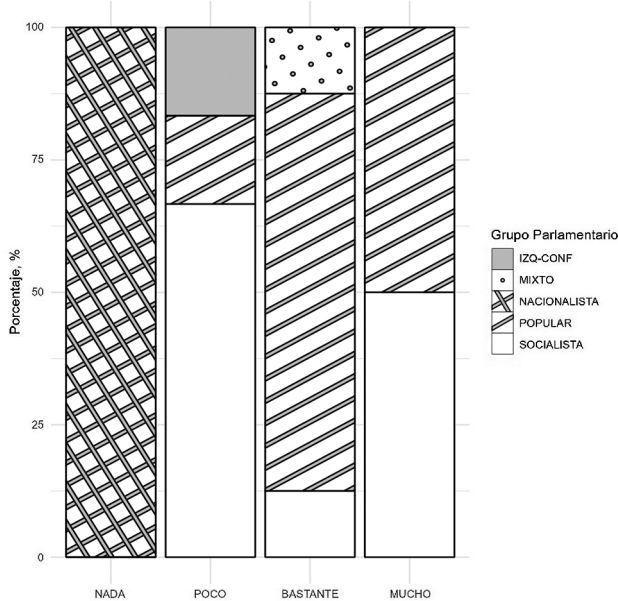 Porcentaje, %
100
75
50
25
0
NADA
POCO
BASTANTE
MUCHO
Grupo Parlamentario
IZQ-CONF
MIXTO
NACIONALISTA
POPULAR
SOCIALISTA